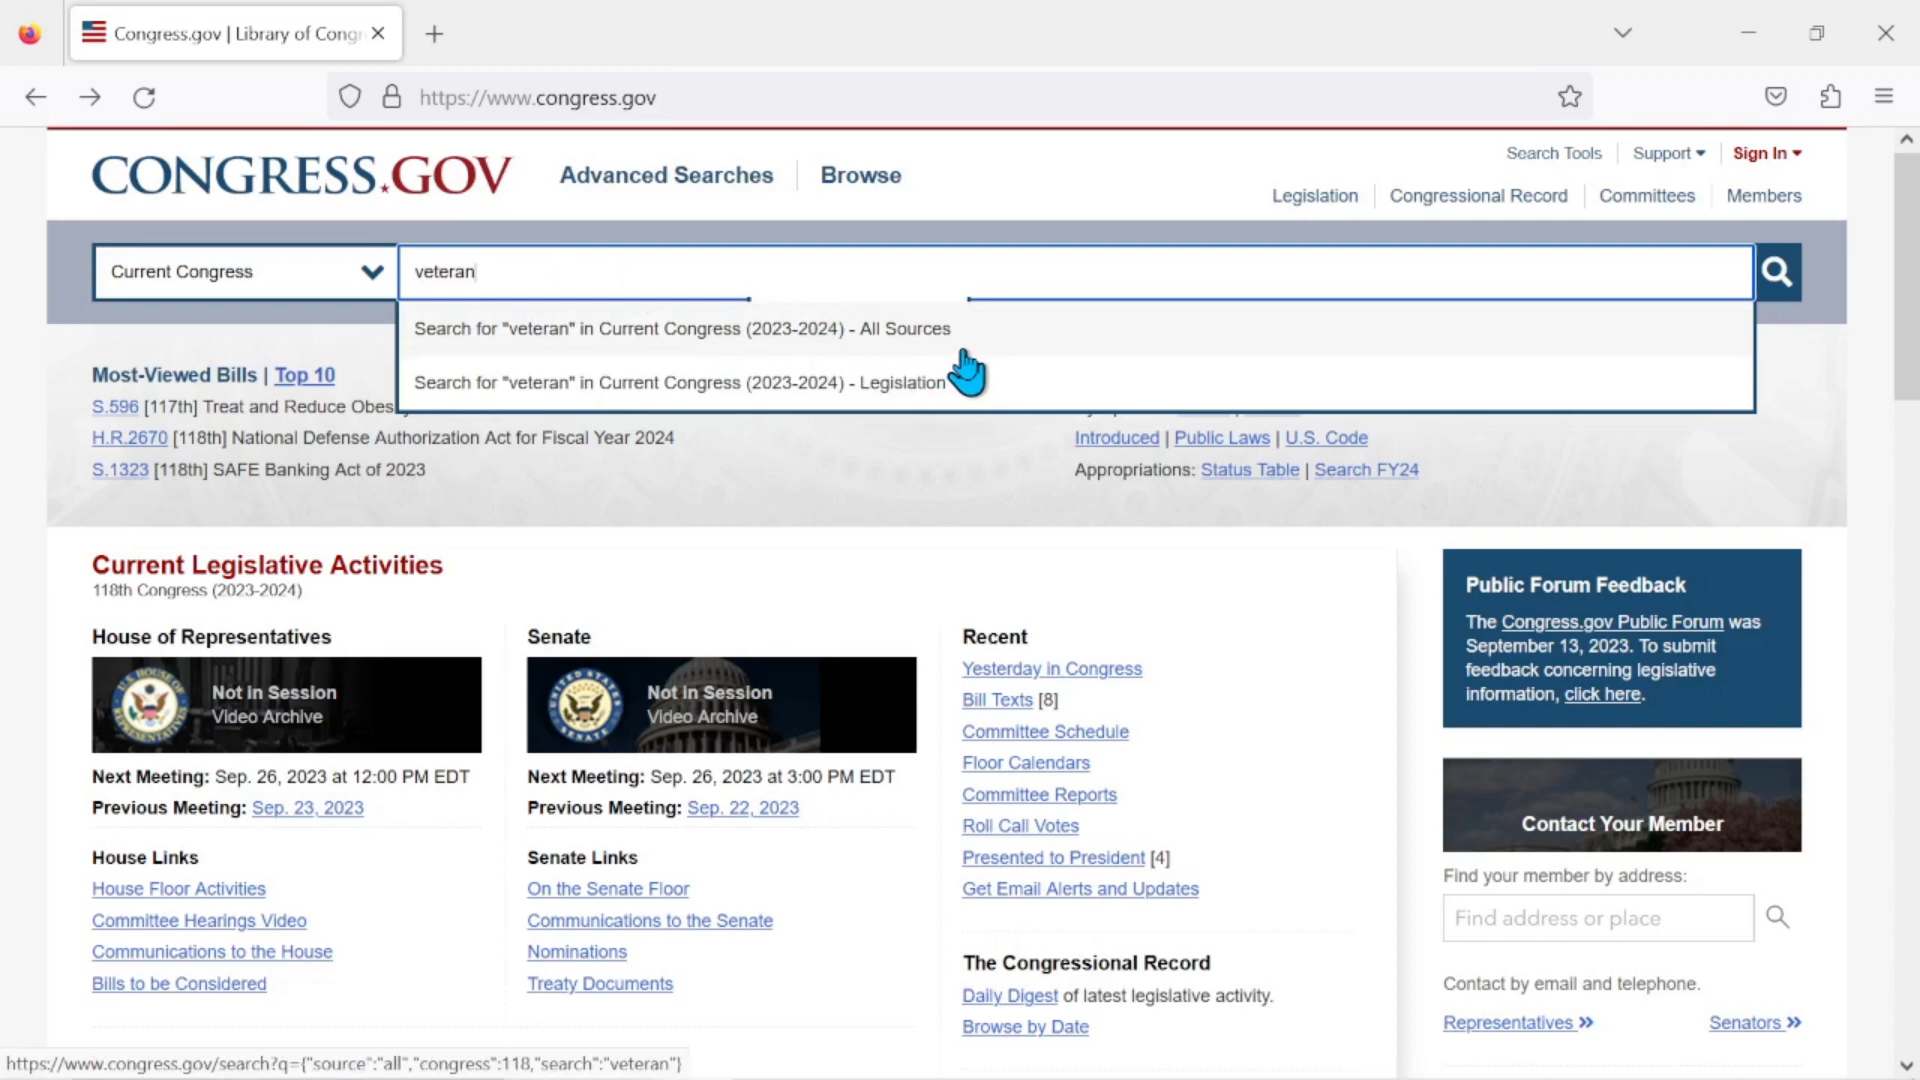 Congress.gov | Library of Congr
https://www.congress.gov
CONGRESS.GOV
Advanced Searches
Browse
Search Tools
Support
Sign In
Legislation
Congressional Record
Committees
Members
Current Congress
veteran
Search for "veteran" in Current Congress (2023-2024) - All Sources
Search for "veteran" in Current Congress (2023-2024) - Legislation
Most-Viewed Bills | Top 10
S.596 [117th] Treat and Reduce Obes
H.R.2670 [118th] National Defense Authorization Act for Fiscal Year 2024
S.1323 [118th] SAFE Banking Act of 2023
Introduced | Public Laws | U.S. Code
Appropriations: Status Table | Search FY24
Current Legislative Activities
118th Congress (2023-2024)
House of Representatives
Not in Session
Video Archive
Next Meeting: Sep. 26, 2023 at 12:00 PM EDT
Previous Meeting: Sep. 23, 2023
House Links
House Floor Activities
Committee Hearings Video
Communications to the House
Bills to be Considered
Senate
Not in Session
Video Archive
Next Meeting: Sep. 26, 2023 at 3:00 PM EDT
Previous Meeting: Sep. 22, 2023
Senate Links
On the Senate Floor
Communications to the Senate
Nominations
Treaty Documents
Recent
Yesterday in Congress
Bill Texts [8]
Committee Schedule
Floor Calendars
Committee Reports
Roll Call Votes
Presented to President [4]
Get Email Alerts and Updates
The Congressional Record
Daily Digest of latest legislative activity.
Browse by Date
Public Forum Feedback
The Congress.gov Public Forum was
September 13, 2023. To submit
feedback concerning legislative
information, click here.
Contact Your Member
Find your member by address:
Find address or place
Contact by email and telephone.
Representatives »
Senators »
https://www.congress.gov/search?q={"source":"all","congress":118,"search":"veteran"}